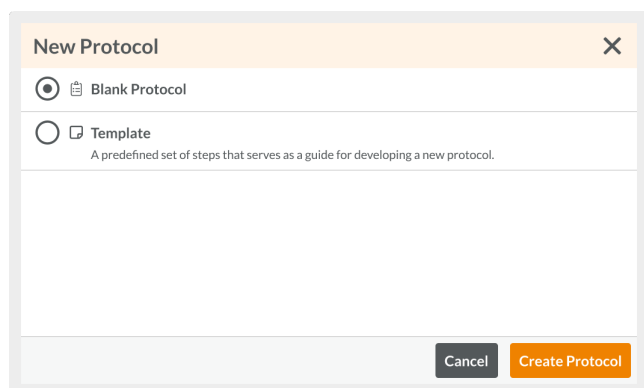 New Protocol
Blank Protocol
Template
A predefined set of steps that serves as a guide for developing a new protocol.
Cancel
Create Protocol